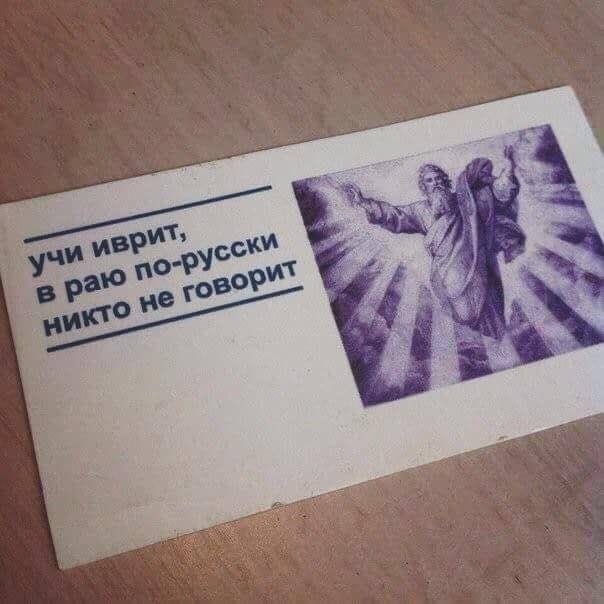 учи иврит,
в раю по-русски
никто не говорит